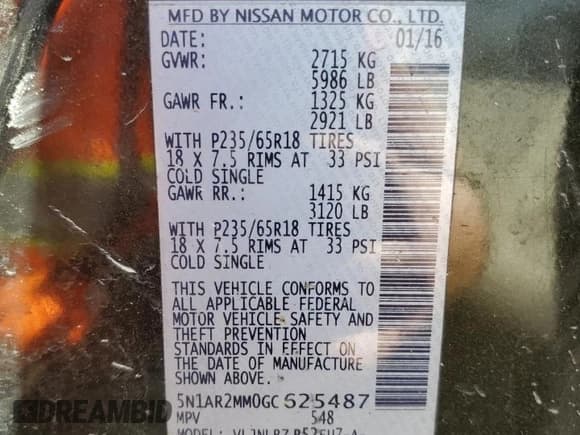 MFD BY NISSAN MOTOR CO., LTD.
DATE: 01/16
GVWR: 2715 KG
5986 LB
GAWR FR.: 1325 KG
2921 LB
WITH P235/65R18 TIRES
18 X 7.5 RIMS AT 33 PSI
COLD SINGLE
GAWR RR.: 1415 KG
3120 LB
WITH P235/65R18 TIRES
18 X 7.5 RIMS AT 33 PSI
COLD SINGLE
THIS VEHICLE CONFORMS TO
ALL APPLICABLE FEDERAL
MOTOR VEHICLE SAFETY AND
THEFT PREVENTION
STANDARDS IN EFFECT ON
THE DATE OF MANUFACTURE
SHOWN ABOVE.
5N1AR2MM0GC625487
MPV 548
MODEL:
DEALERCHECK.IO